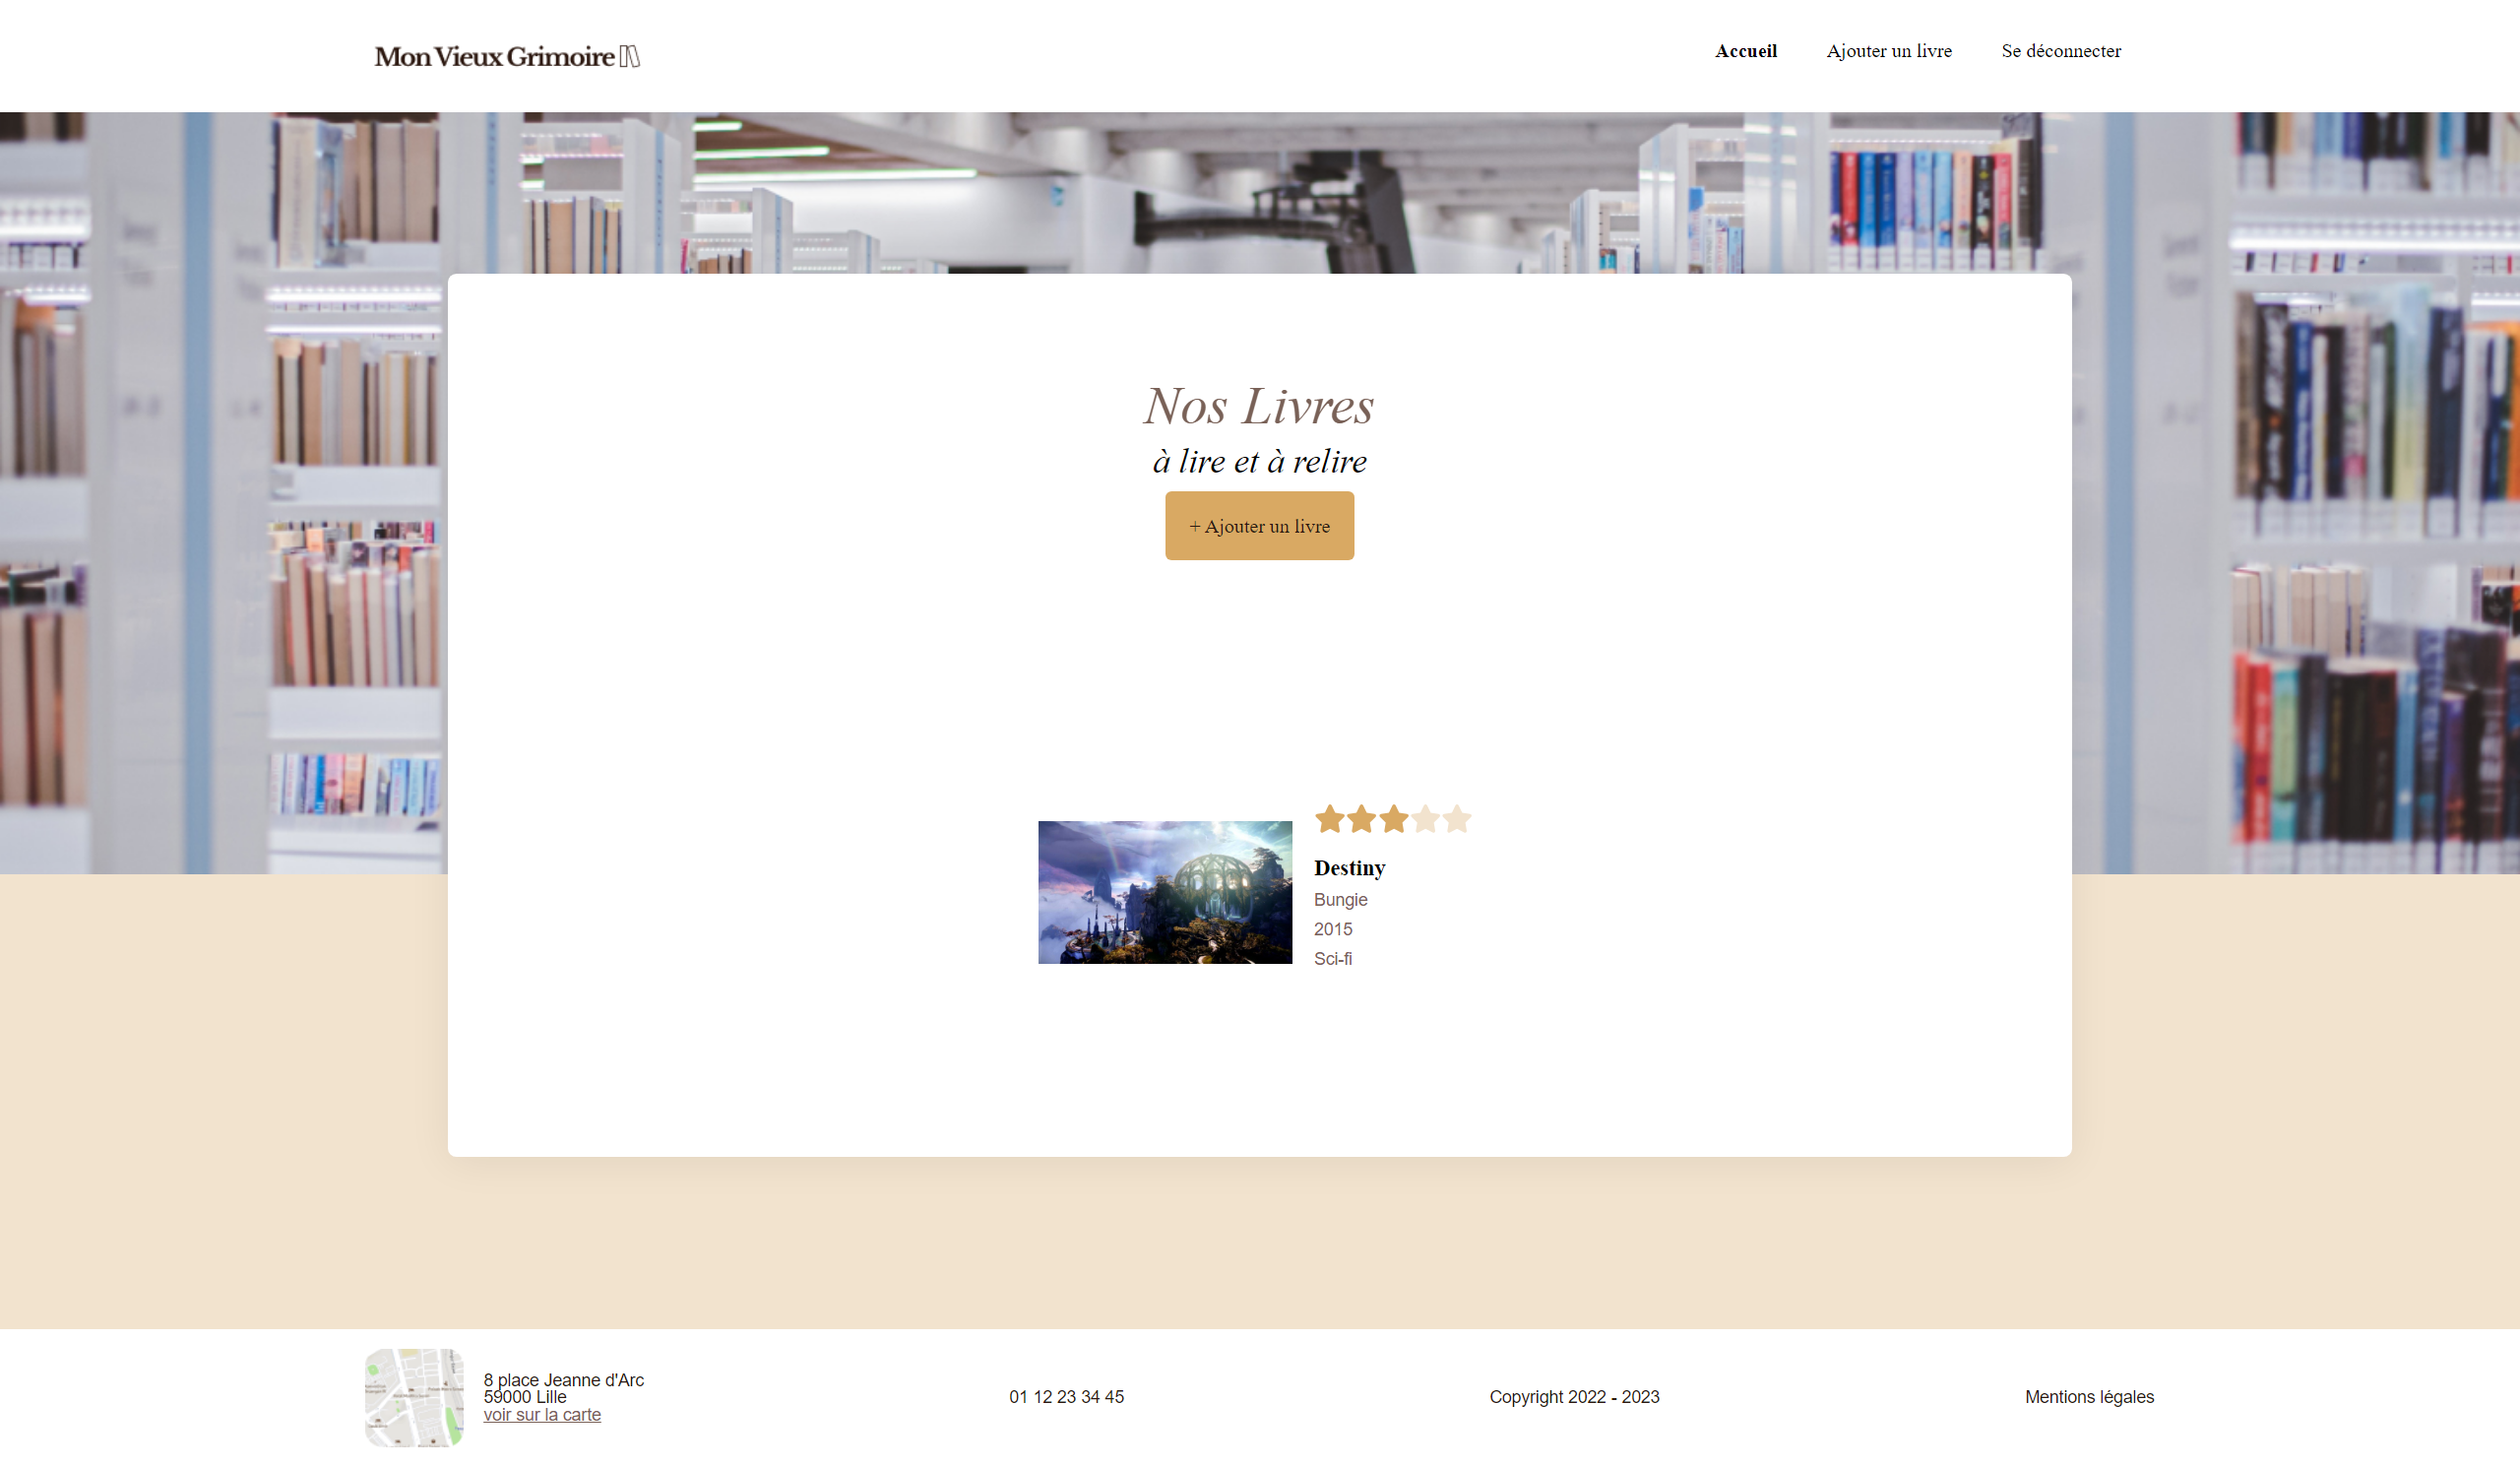 Mon Vieux Grimoire
Accueil
Ajouter un livre
Se déconnecter
Nos Livres
à lire et à relire
+ Ajouter un livre
Destiny
Bungie
2015
Sci-fi
8 place Jeanne d'Arc
59000 Lille
voir sur la carte
01 12 23 34 45
Copyright 2022 - 2023
Mentions légales